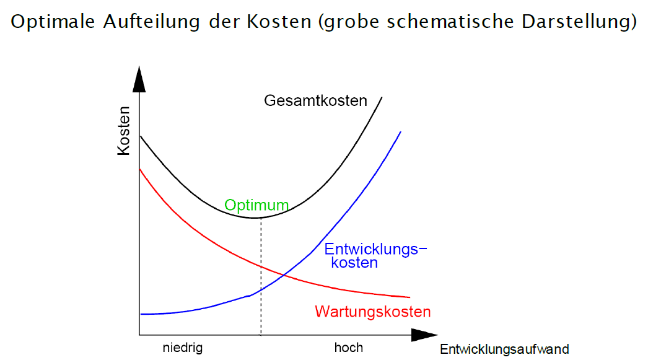 Optimale Aufteilung der Kosten (grobe schematische Darstellung)
Gesamtkosten
Kosten
Optimum
Entwicklungs-
kosten
Wartungskosten
niedrig
hoch
Entwicklungsaufwand